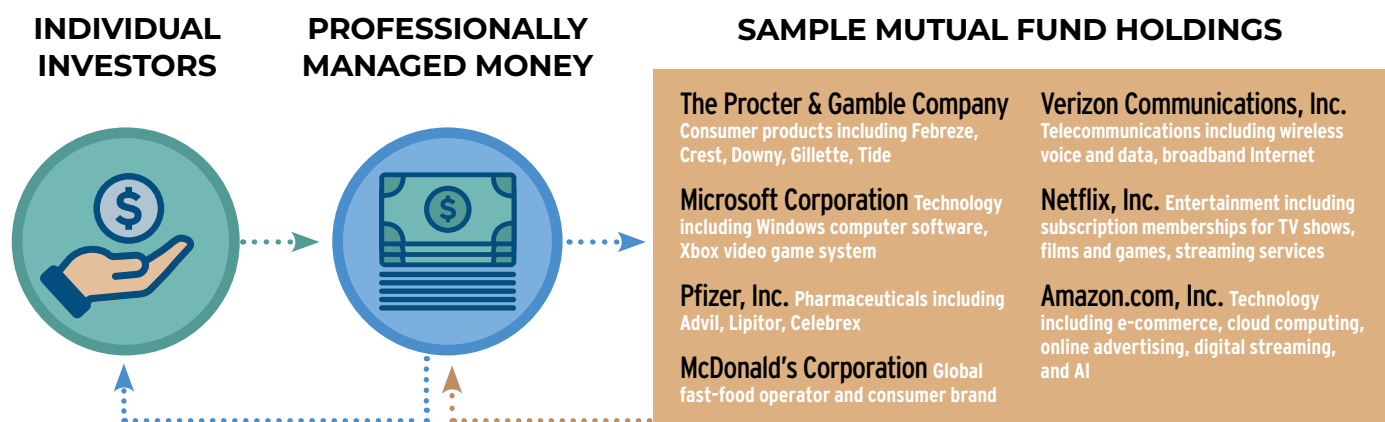 INDIVIDUAL
INVESTORS
PROFESSIONALLY
MANAGED MONEY
SAMPLE MUTUAL FUND HOLDINGS
$
$
The Procter & Gamble Company
Consumer products including Febreze,
Crest, Downy, Gillette, Tide
Microsoft Corporation Technology
including Windows computer software,
Xbox video game system
Pfizer, Inc. Pharmaceuticals including
Advil, Lipitor, Celebrex
McDonald’s Corporation Global
fast-food operator and consumer brand
Verizon Communications, Inc.
Telecommunications including wireless
voice and data, broadband Internet
Netflix, Inc. Entertainment including
subscription memberships for TV shows,
films and games, streaming services
Amazon.com, Inc. Technology
including e-commerce, cloud computing,
online advertising, digital streaming,
and AI